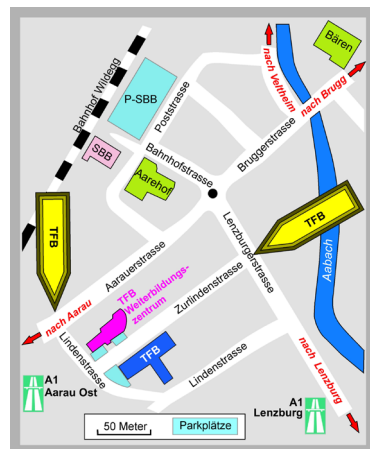 Bären
nach Veltheim
nach Brugg
Bahnhof Wildegg
P-SBB
Poststrasse
SBB
Bahnhofstrasse
Bruggerstrasse
Aarehof
TFB
TFB
Aabach
Lenzburgerstrasse
Aarauerstrasse
TFB
Weiterbildungs-
zentrum
Zurlindenstrasse
nach Aarau
Lindenstrasse
TFB
Lindenstrasse
nach Lenzburg
A1
Aarau Ost
A1
Lenzburg
50 Meter
Parkplätze